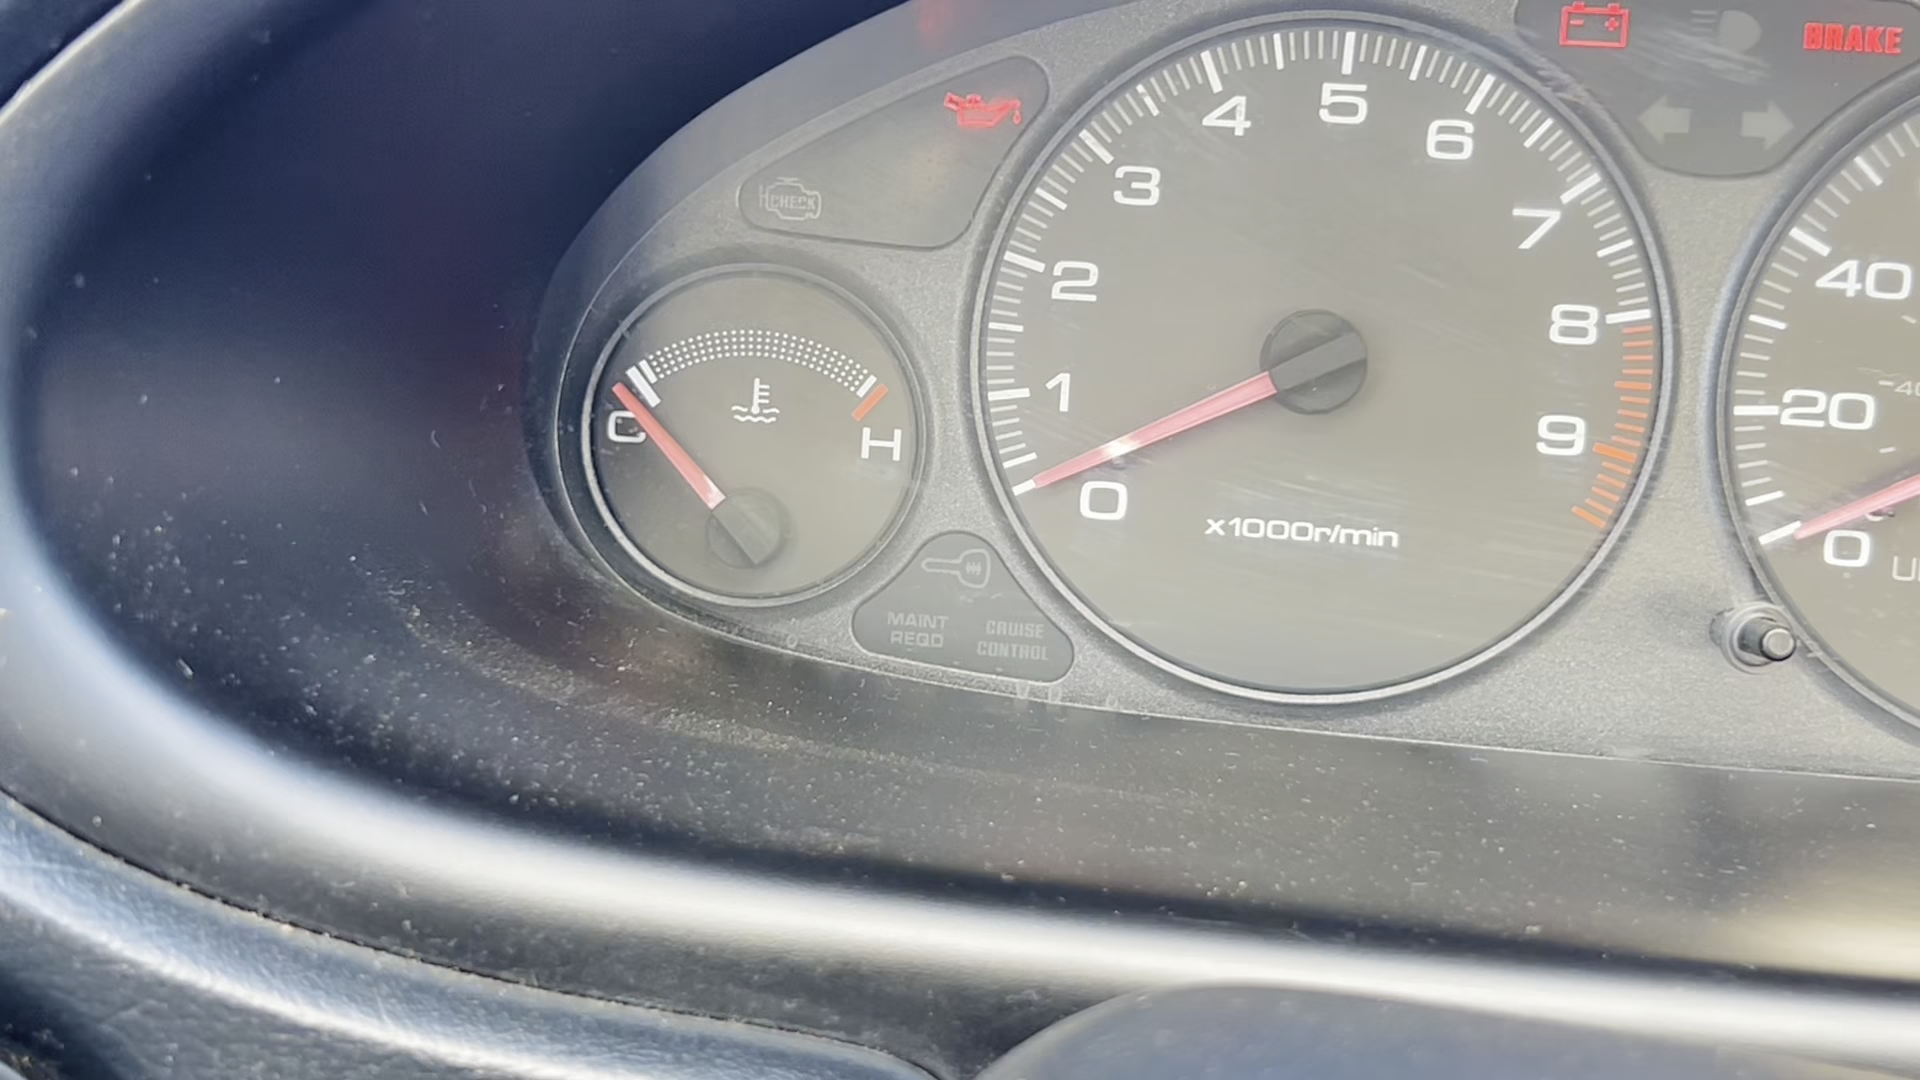 BRAKE
CHECK
5
4
6
3
7
2
40
8
1
20
C
H
9
0
0
x1000r/min
MAINT
REQD
CRUISE
CONTROL